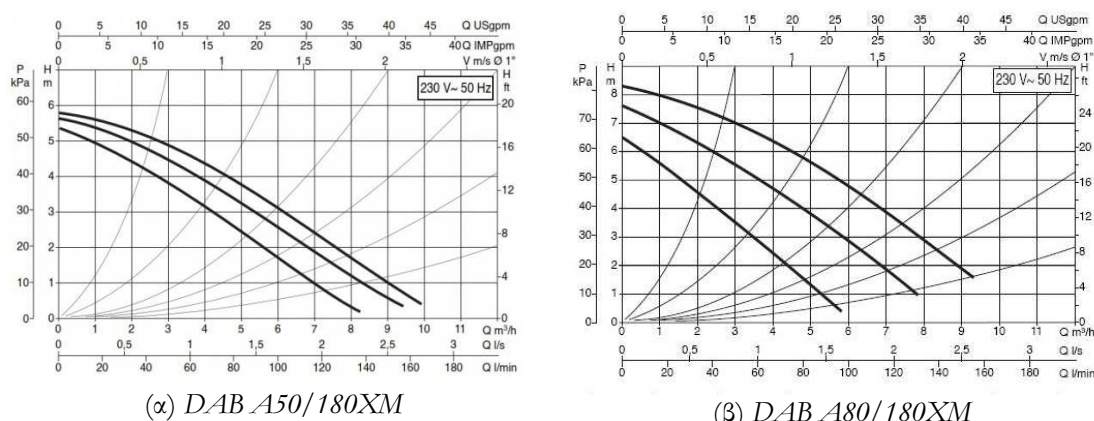 0 5 10 15 20 25 30 35 40 45 Q USgpm
0 5 10 15 20 25 30 35 40 Q IMPgpm
0,5 1 1,5 2 V m/s Ø 1"
P kPa
H m
H ft
230 V~ 50 Hz
60
50
40
30
20
10
0
6
5
4
3
2
1
0
20
16
12
8
4
0
0 1 2 3 4 5 6 7 8 9 10 11 Q m³/h
0 0,5 1 1,5 2 2,5 3 Q l/s
0 20 40 60 80 100 120 140 160 180 Q l/min
(α) DAB A50/180XM
0 5 10 15 20 25 30 35 40 45 Q USgpm
0 5 10 15 20 25 30 35 40 Q IMPgpm
0 0,5 1 1,5 2 V m/s Ø 1"
P kPa
H m
H ft
230 V~ 50 Hz
70
60
50
40
30
20
10
0
8
7
6
5
4
3
2
1
0
24
20
16
12
8
4
0
0 1 2 3 4 5 6 7 8 9 10 11 Q m³/h
0,5 1 1,5 2 2,5 3 Q l/s
0 20 40 60 80 100 120 140 160 180 Q l/min
(β) DAB A80/180XM